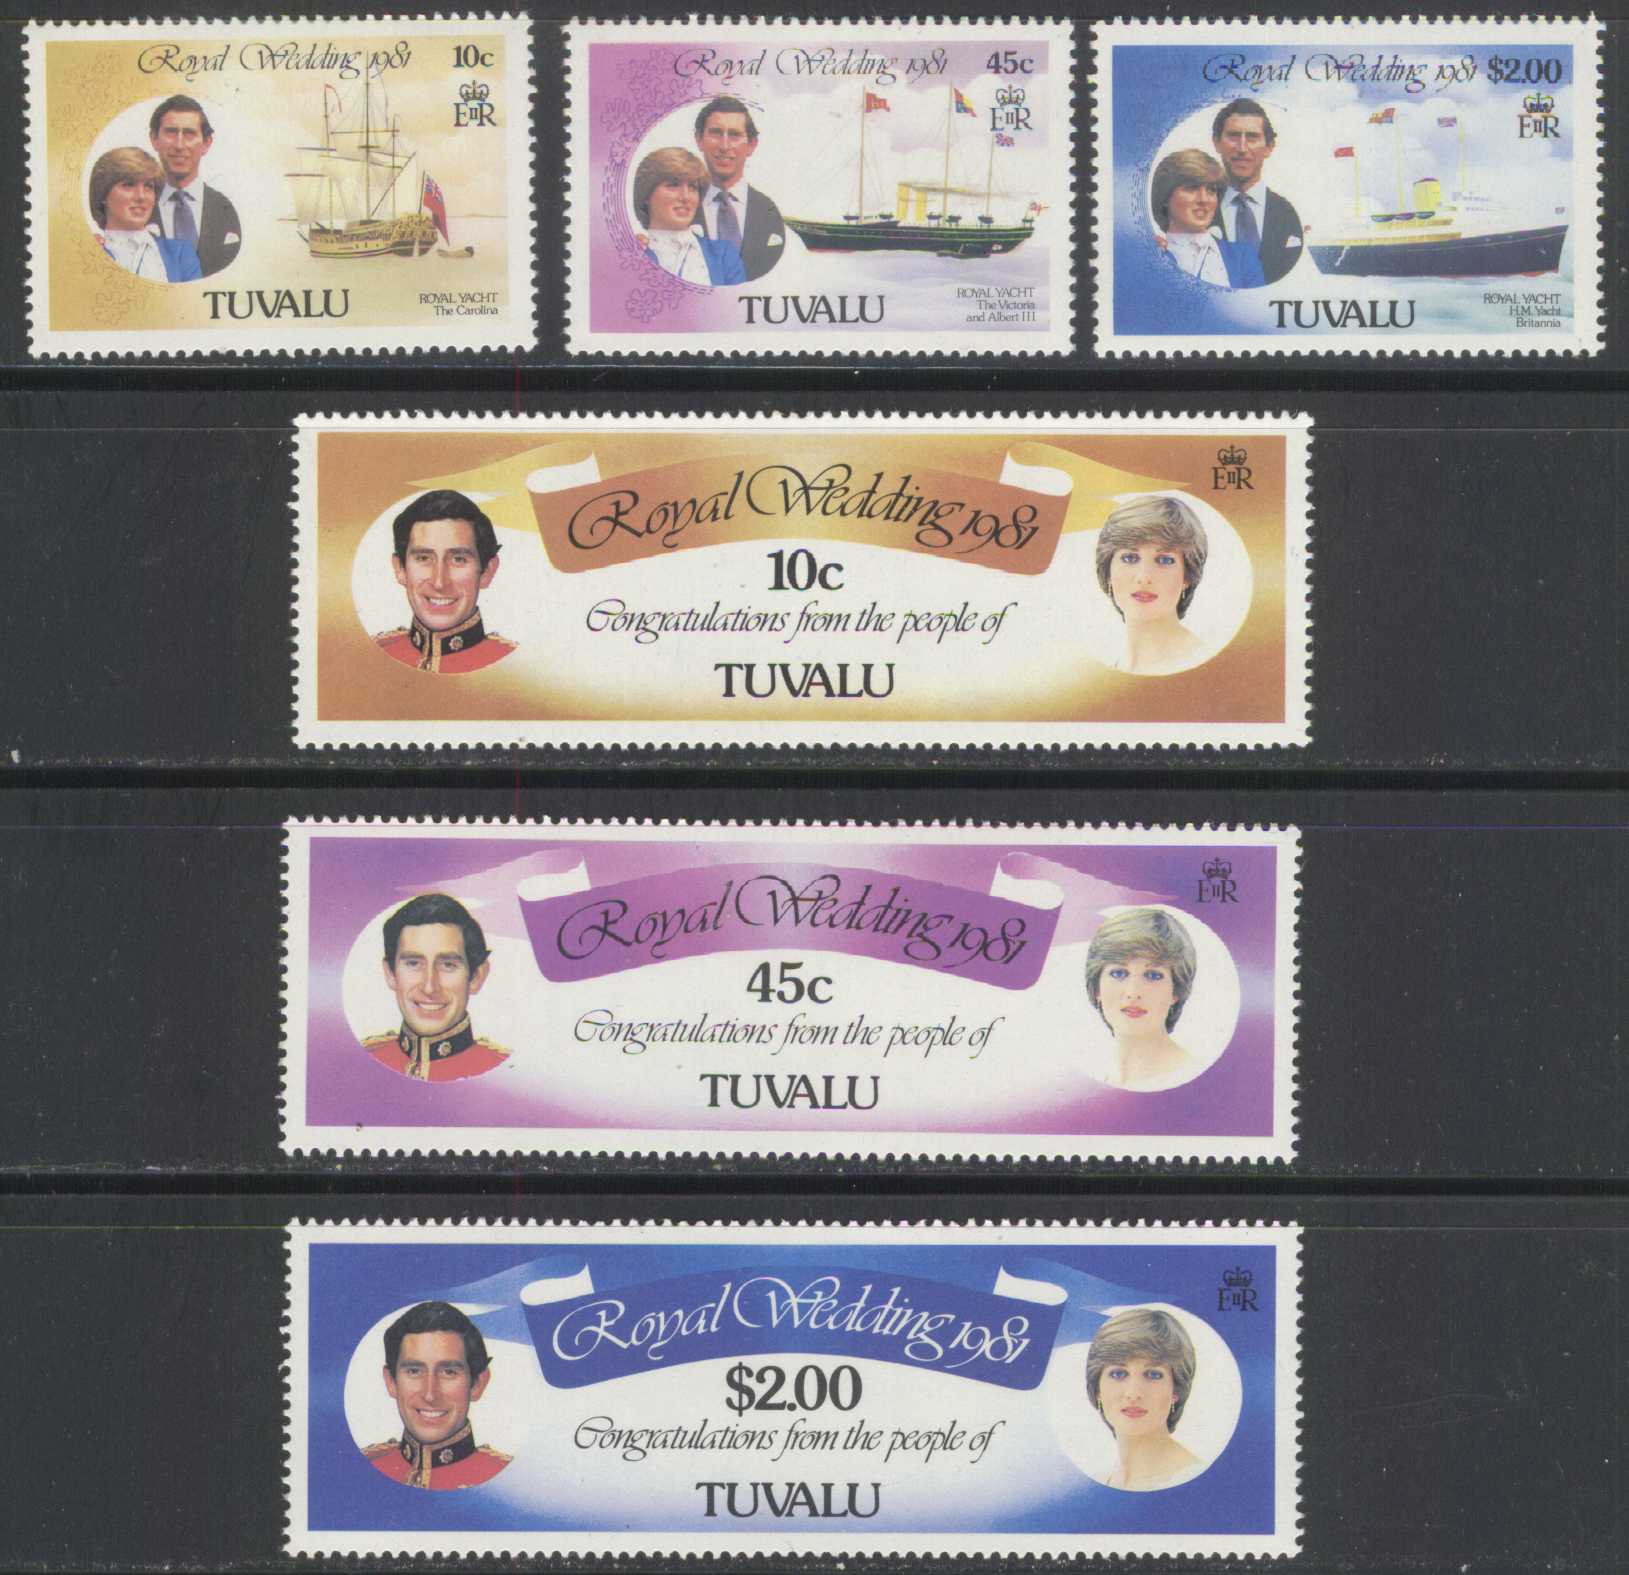 Royal Wedding 1981 10c
EIIR
TUVALU
ROYAL YACHT
The Carolina
Royal Wedding 1981 45c
EIIR
TUVALU
ROYAL YACHT
The Victoria
and Albert III
Royal Wedding 1981 $2.00
EIIR
TUVALU
ROYAL YACHT
H.M. Yacht
Britannia
EIIR
Royal Wedding 1981
10c
Congratulations from the people of
TUVALU
EIIR
Royal Wedding 1981
45c
Congratulations from the people of
TUVALU
EIIR
Royal Wedding 1981
$2.00
Congratulations from the people of
TUVALU